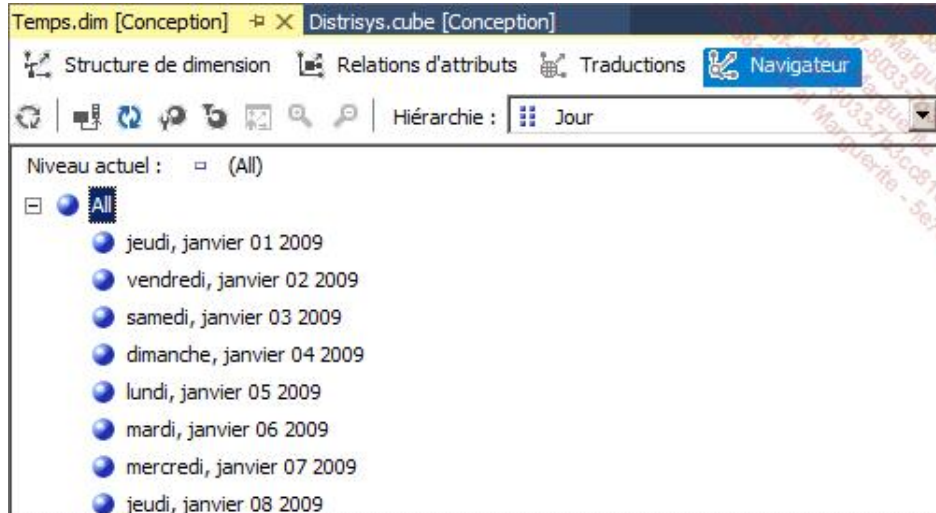 Temps.dim [Conception] Distrisys.cube [Conception]
Structure de dimension Relations d'attributs Traductions Navigateur
Hiérarchie : Jour
Niveau actuel : (All)
All
jeudi, janvier 01 2009
vendredi, janvier 02 2009
samedi, janvier 03 2009
dimanche, janvier 04 2009
lundi, janvier 05 2009
mardi, janvier 06 2009
mercredi, janvier 07 2009
jeudi, janvier 08 2009